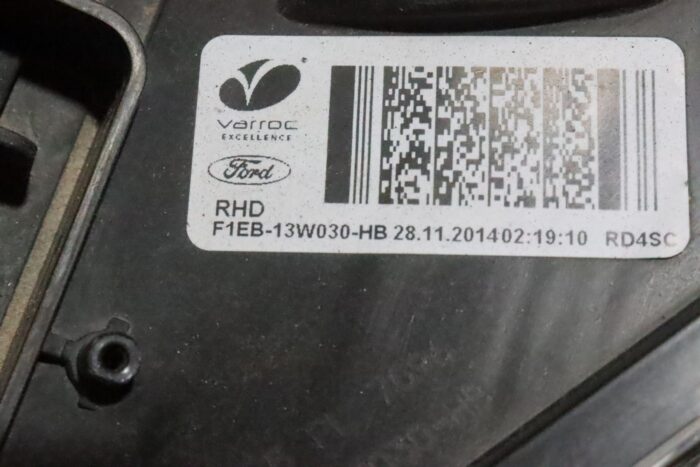 varroc
EXCELLENCE
Ford
RHD
F1EB-13W030-HB 28.11.2014 02:19:10 RD4SC